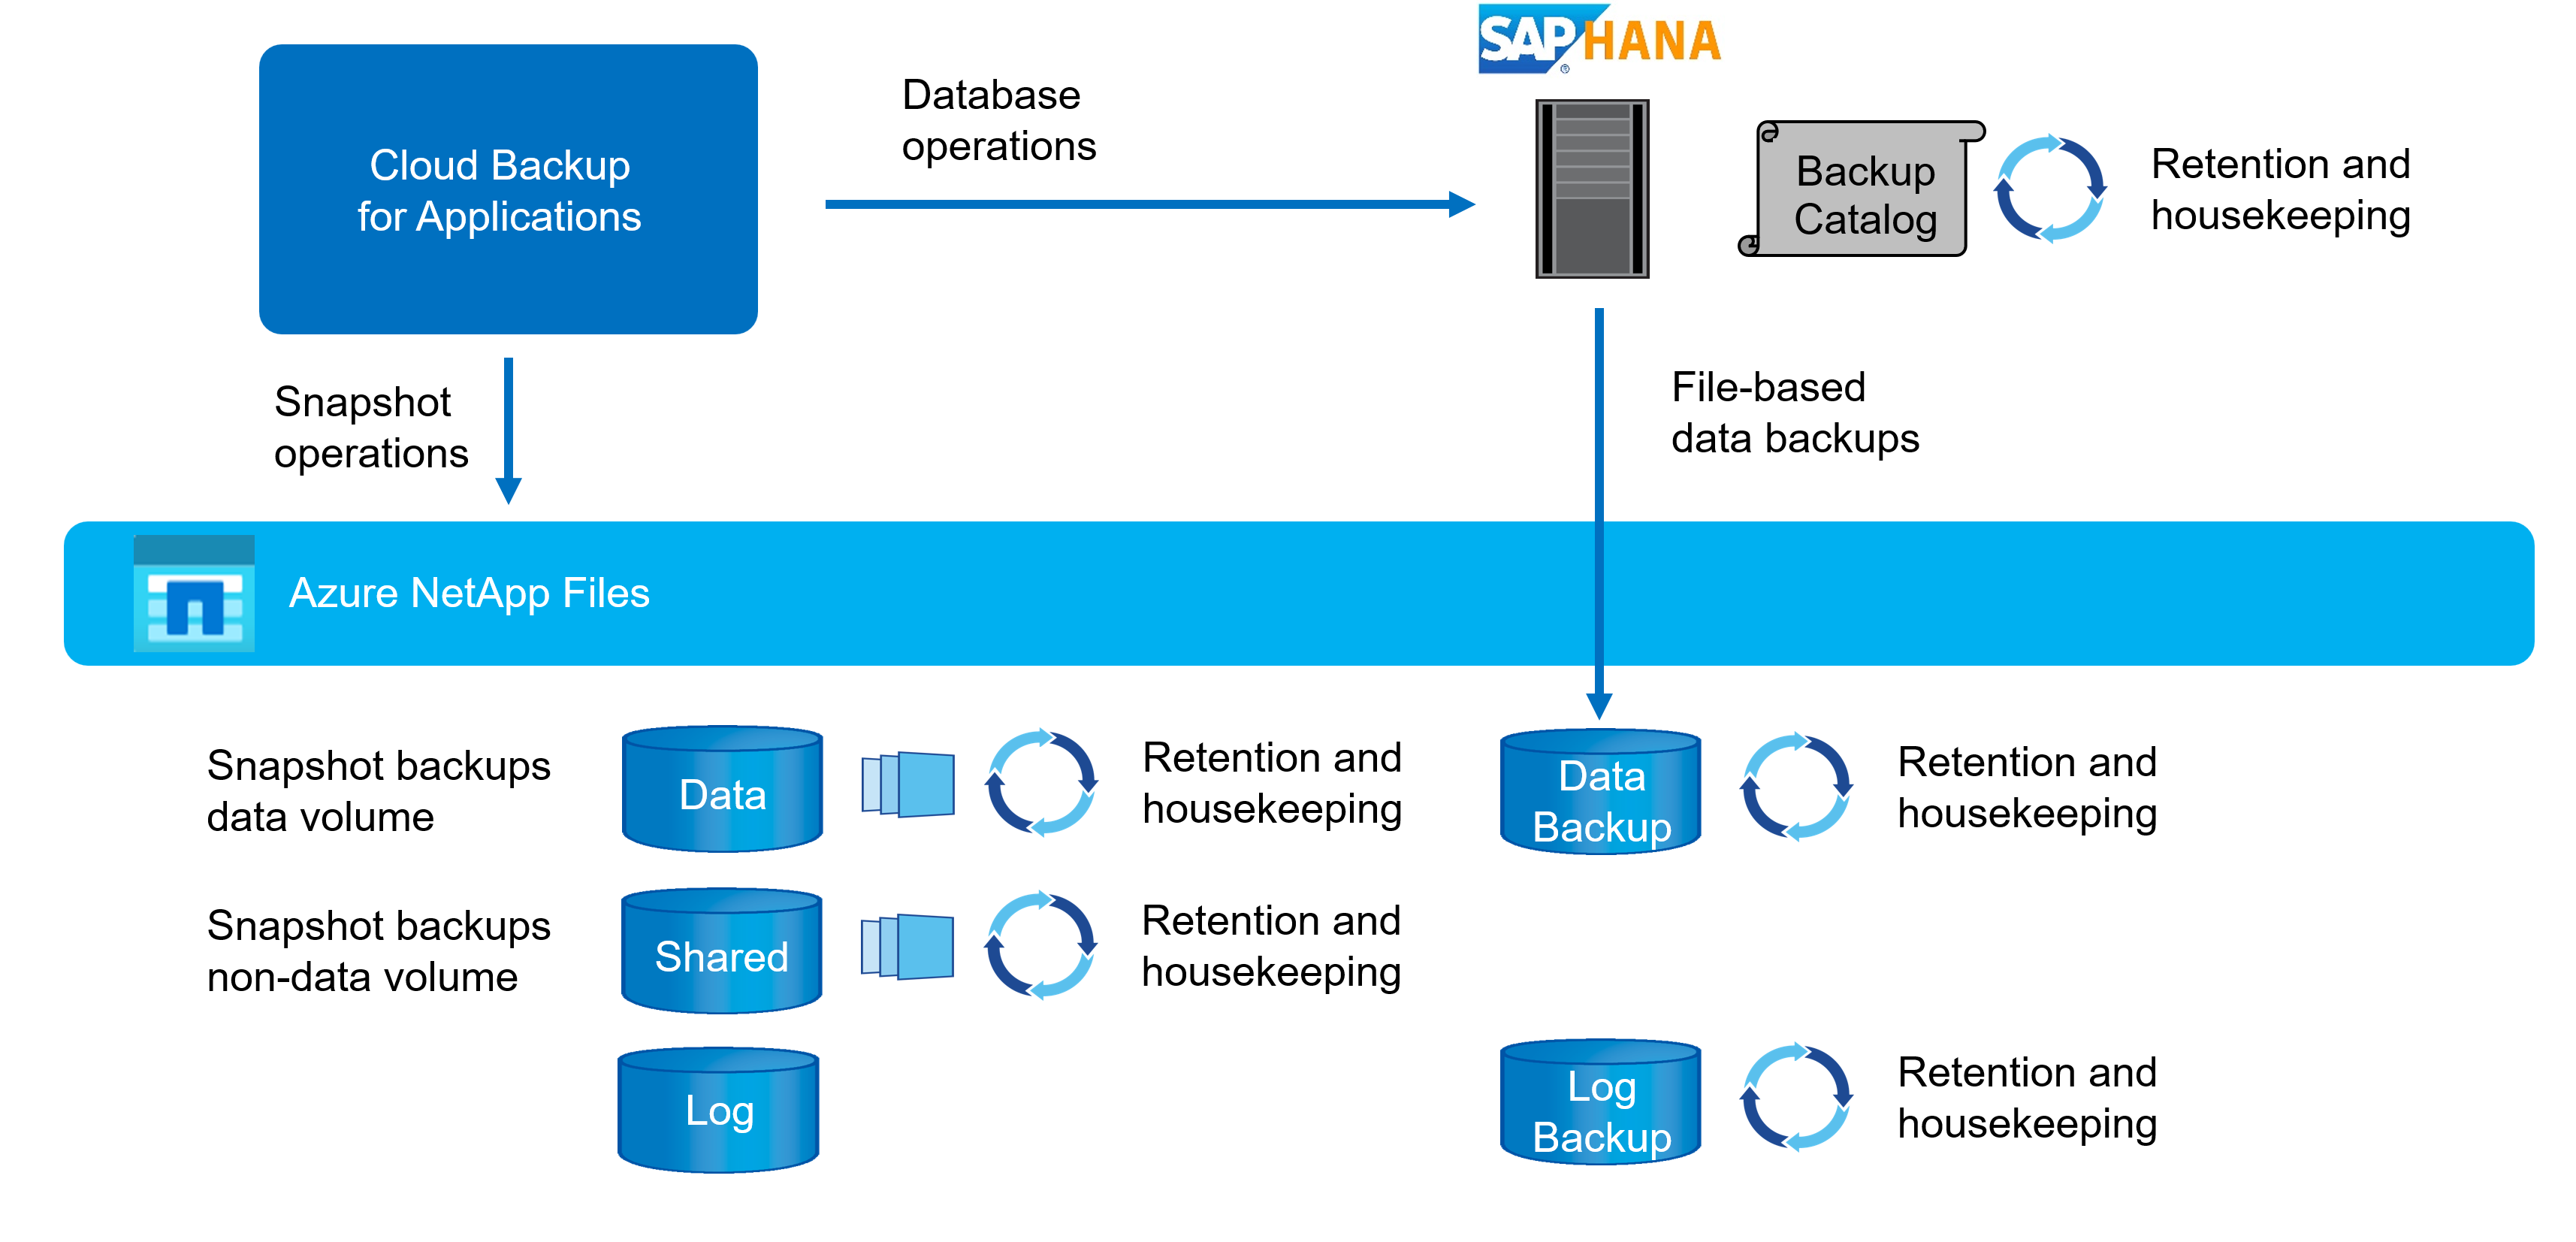 SAP HANA
®
Cloud Backup
for Applications
Database
operations
Backup
Catalog
Retention and
housekeeping
Snapshot
operations
File-based
data backups
Azure NetApp Files
Snapshot backups
data volume
Data
Retention and
housekeeping
Data
Backup
Retention and
housekeeping
Snapshot backups
non-data volume
Shared
Retention and
housekeeping
Log
Log
Backup
Retention and
housekeeping